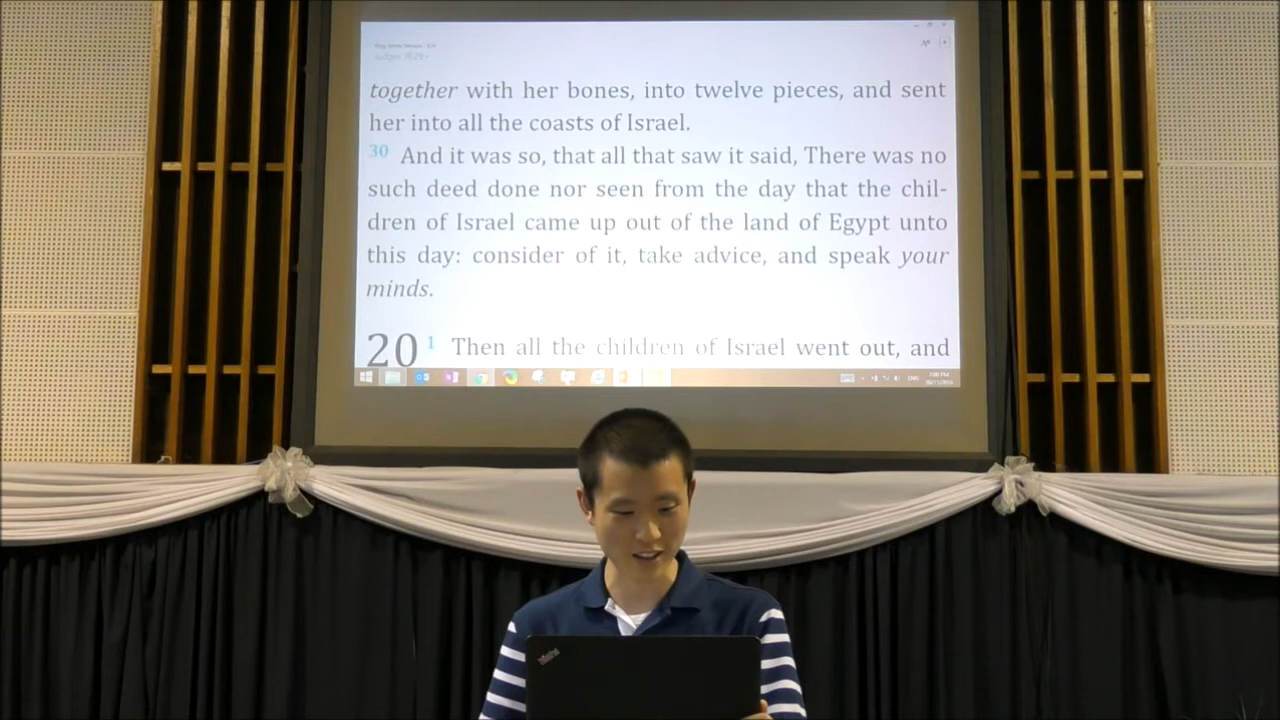 together with her bones, into twelve pieces, and sent
her into all the coasts of Israel.
30 And it was so, that all that saw it said, There was no
such deed done nor seen from the day that the chil-
dren of Israel came up out of the land of Egypt unto
this day: consider of it, take advice, and speak your
minds.
20 1 Then all the children of Israel went out, and
ENG
ThinkPad